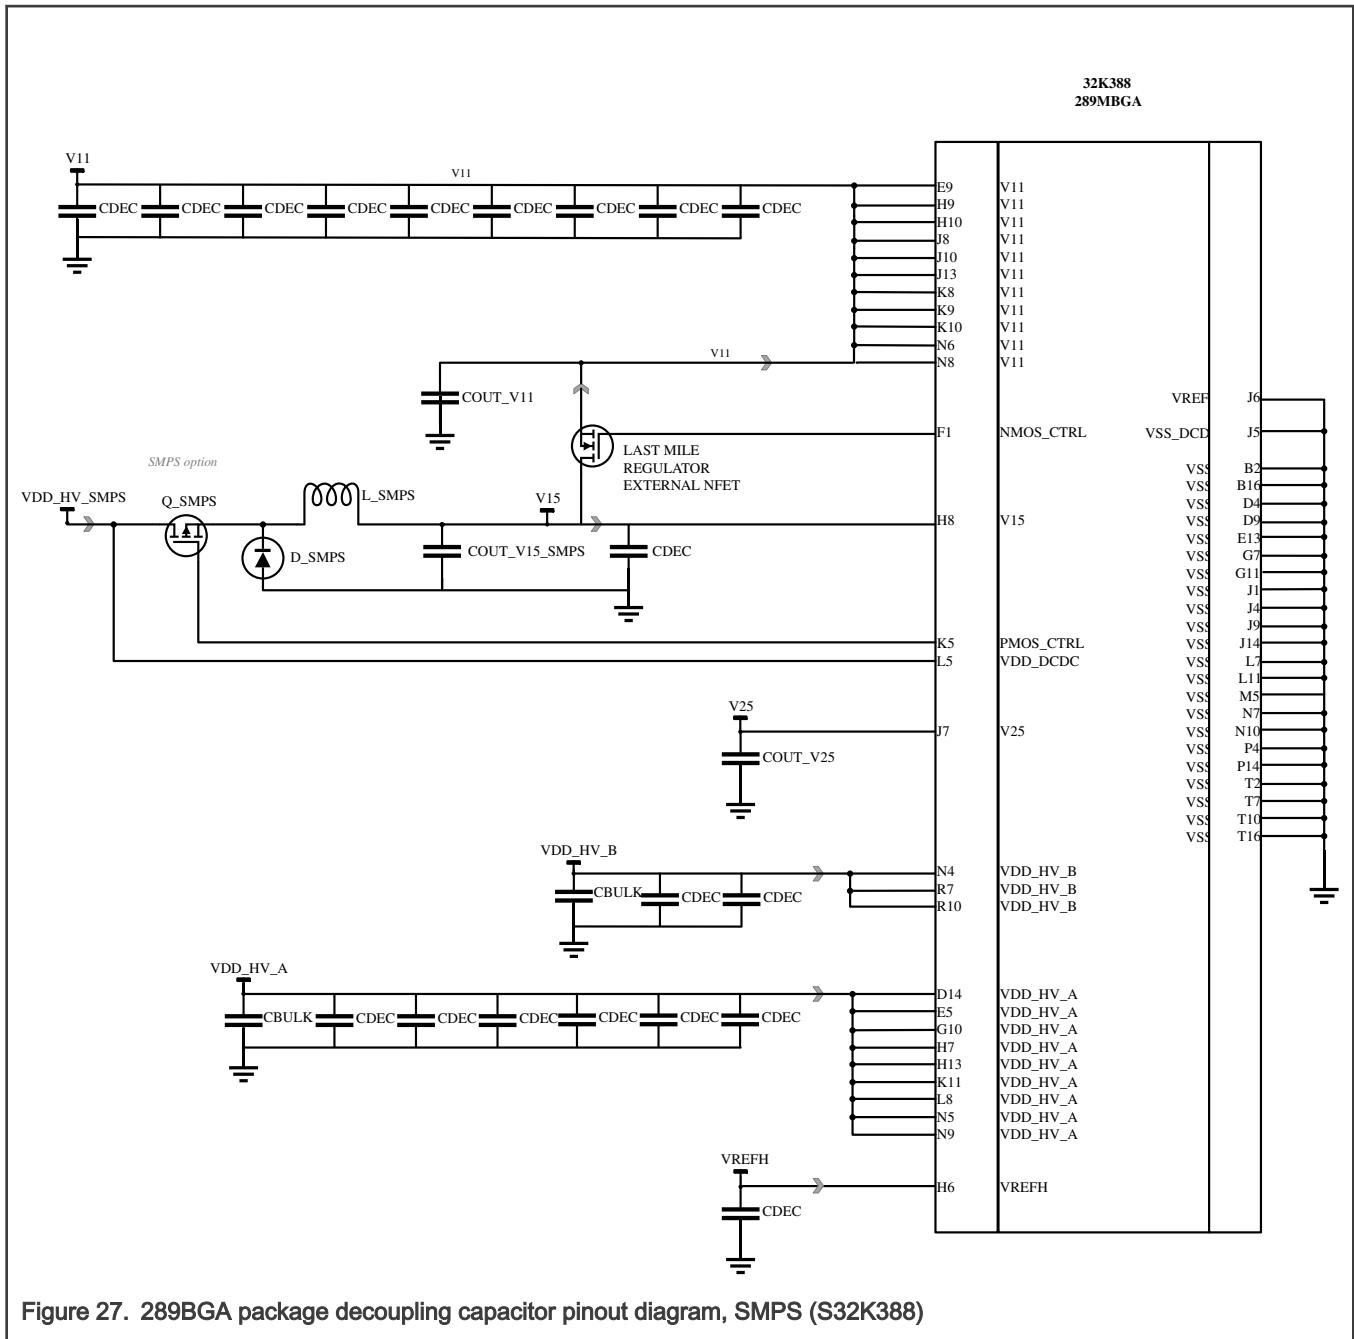 32K388
289MBGA
V11
V11
CDEC CDEC CDEC CDEC CDEC CDEC CDEC CDEC CDEC
E9 V11
H9 V11
H10 V11
J8 V11
J10 V11
J13 V11
K8 V11
K9 V11
K10 V11
N6 V11
V11
N8 V11
COUT_V11
VREF J6
F1 NMOS_CTRL VSS_DCD J5
LAST MILE
REGULATOR
EXTERNAL NFET
SMPS option
VDD_HV_SMPS
Q_SMPS
L_SMPS
V15
H8 V15
D_SMPS
COUT_V15_SMPS
CDEC
K5 PMOS_CTRL
L5 VDD_DCDC
VSS B2
VSS B16
VSS D4
VSS D9
VSS E13
VSS G7
VSS G11
VSS J1
VSS J4
VSS J9
VSS J14
VSS L7
VSS L11
VSS M5
VSS N7
VSS N10
VSS P4
VSS P14
VSS T2
VSS T7
VSS T10
VSS T16
V25
J7 V25
COUT_V25
VDD_HV_B
CBULK CDEC CDEC
N4 VDD_HV_B
R7 VDD_HV_B
R10 VDD_HV_B
VDD_HV_A
CBULK CDEC CDEC CDEC CDEC CDEC CDEC
D14 VDD_HV_A
E5 VDD_HV_A
G10 VDD_HV_A
H7 VDD_HV_A
H13 VDD_HV_A
K11 VDD_HV_A
L8 VDD_HV_A
N5 VDD_HV_A
N9 VDD_HV_A
VREFH
H6 VREFH
CDEC
Figure 27. 289BGA package decoupling capacitor pinout diagram, SMPS (S32K388)